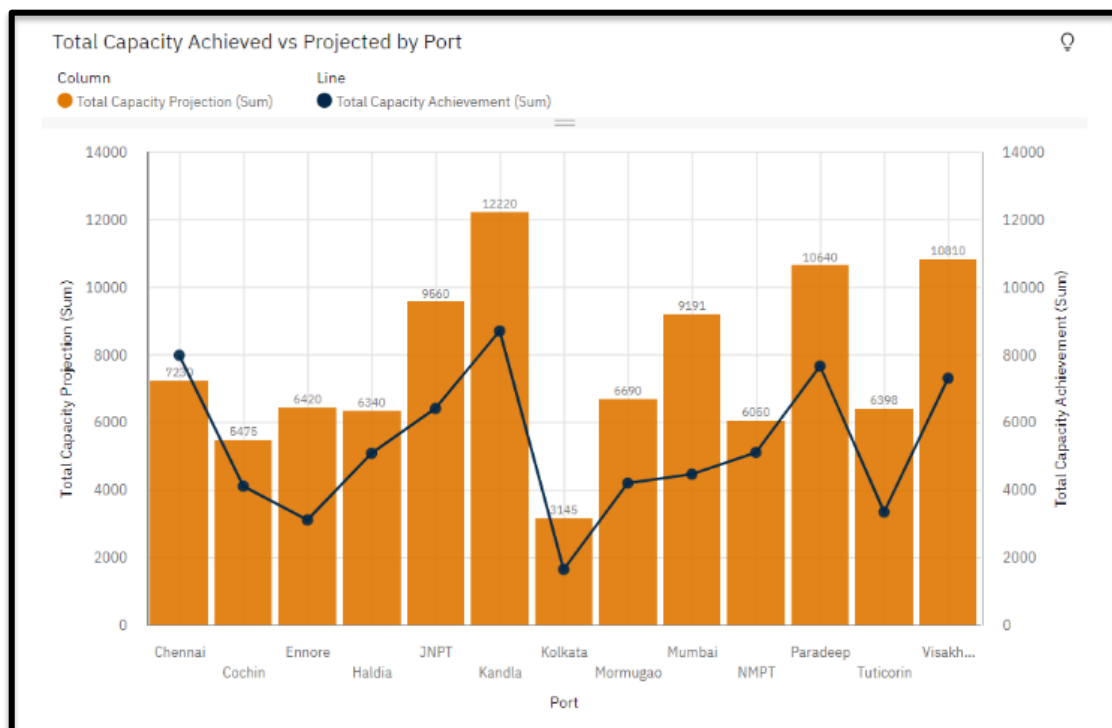 Total Capacity Achieved vs Projected by Port
Column Line
Total Capacity Projection (Sum) Total Capacity Achievement (Sum)
14000 14000
12000 12000
10000 10000
8000 8000
6000 6000
4000 4000
2000 2000
0 0
Total Capacity Projection (Sum)
Total Capacity Achievement (Sum)
7230
5475
6420
6340
9560
12220
3145
6690
9191
6050
10640
6398
10810
Chennai Ennore JNPT Kolkata Mumbai Paradeep Visakh...
Cochin Haldia Kandla Mormugao NMPT Tuticorin
Port